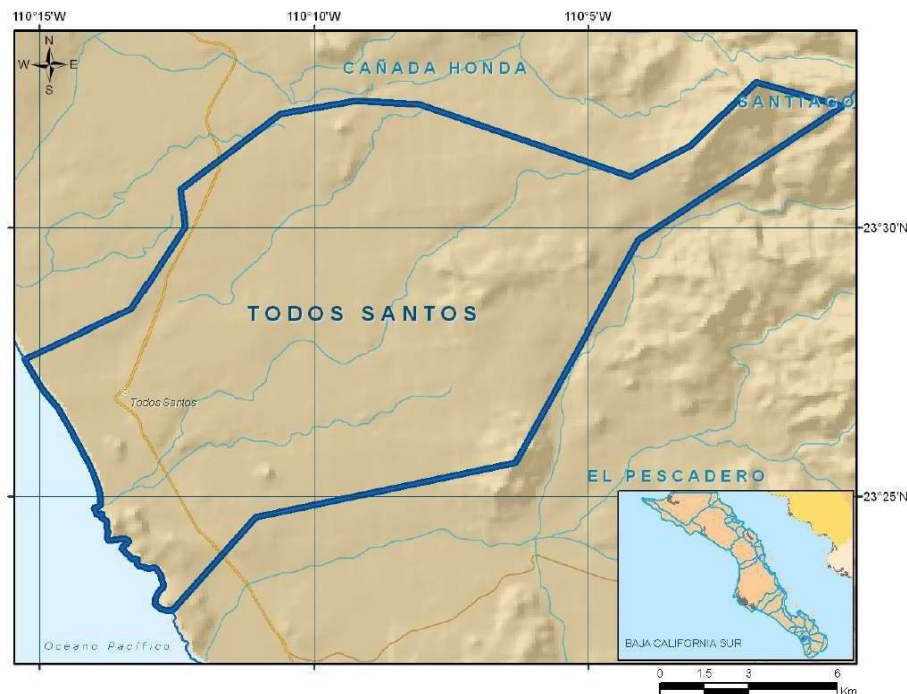 110°15'W 110°10'W 110°5'W
N
W E
S
CAÑADA HONDA
SANTIAGO
23°30'N
TODOS SANTOS
Todos Santos
EL PESCADERO
23°25'N
BAJA CALIFORNIA SUR
Oceano Pacífico
0 1.5 3 6
Km